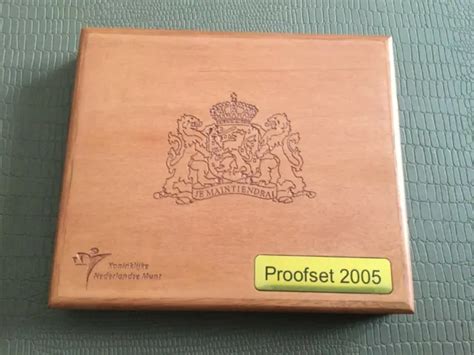 JE MAINTIENDRAI
Koninklijke
Nederlandse Munt
Proofset 2005